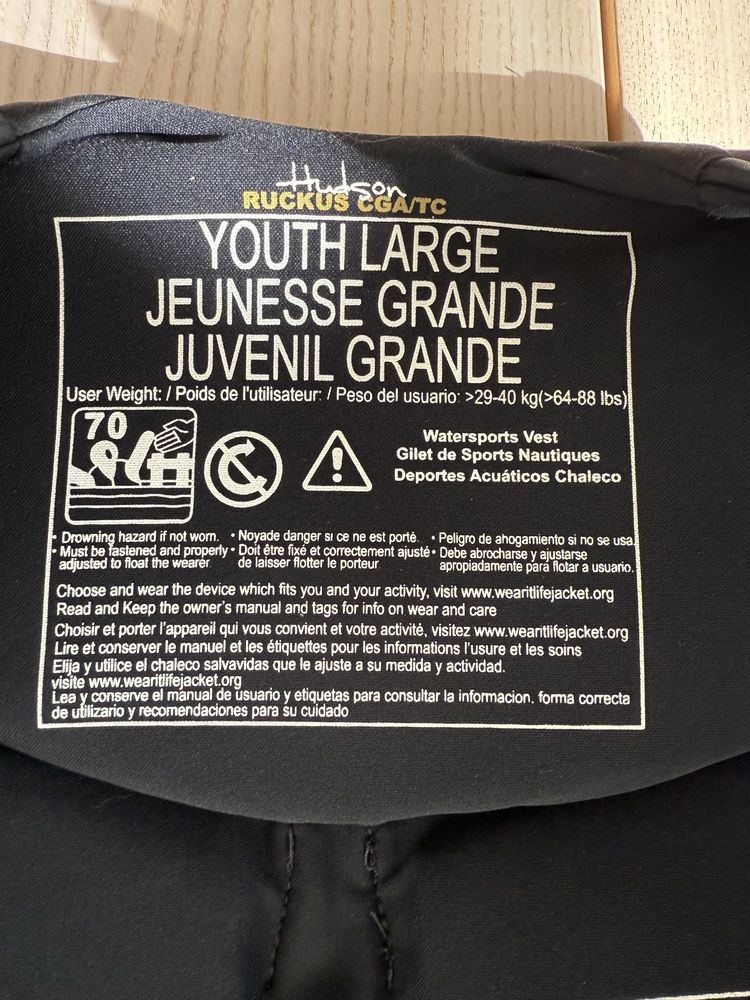 Hudson
RUCKUS CGA/TC
YOUTH LARGE
JEUNESSE GRANDE
JUVENIL GRANDE
User Weight: / Poids de l'utilisateur: / Peso del usuario: >29-40 kg(>64-88 lbs)
70
Watersports Vest
Gilet de Sports Nautiques
Deportes Acuáticos Chaleco
• Drowning hazard if not worn. • Noyade danger si ce ne est porté. • Peligro de ahogamiento si no se usa.
• Must be fastened and properly • Doit être fixé et correctement ajusté • Debe abrocharse y ajustarse
adjusted to float the wearer. de laisser flotter le porteur apropiadamente para flotar a usuario.
Choose and wear the device which fits you and your activity, visit www.wearitlifejacket.org
Read and Keep the owner's manual and tags for info on wear and care
Choisir et porter l'appareil qui vous convient et votre activité, visitez www.wearitlifejacket.org
Lire et conserver le manuel et les étiquettes pour les informations l'usure et les soins
Elija y utilice el chaleco salvavidas que le ajuste a su medida y actividad.
visite www.wearitlifejacket.org
Lea y conserve el manual de usuario y etiquetas para consultar la informacion. forma correcta
de utilizario y recomendaciones para su cuidado